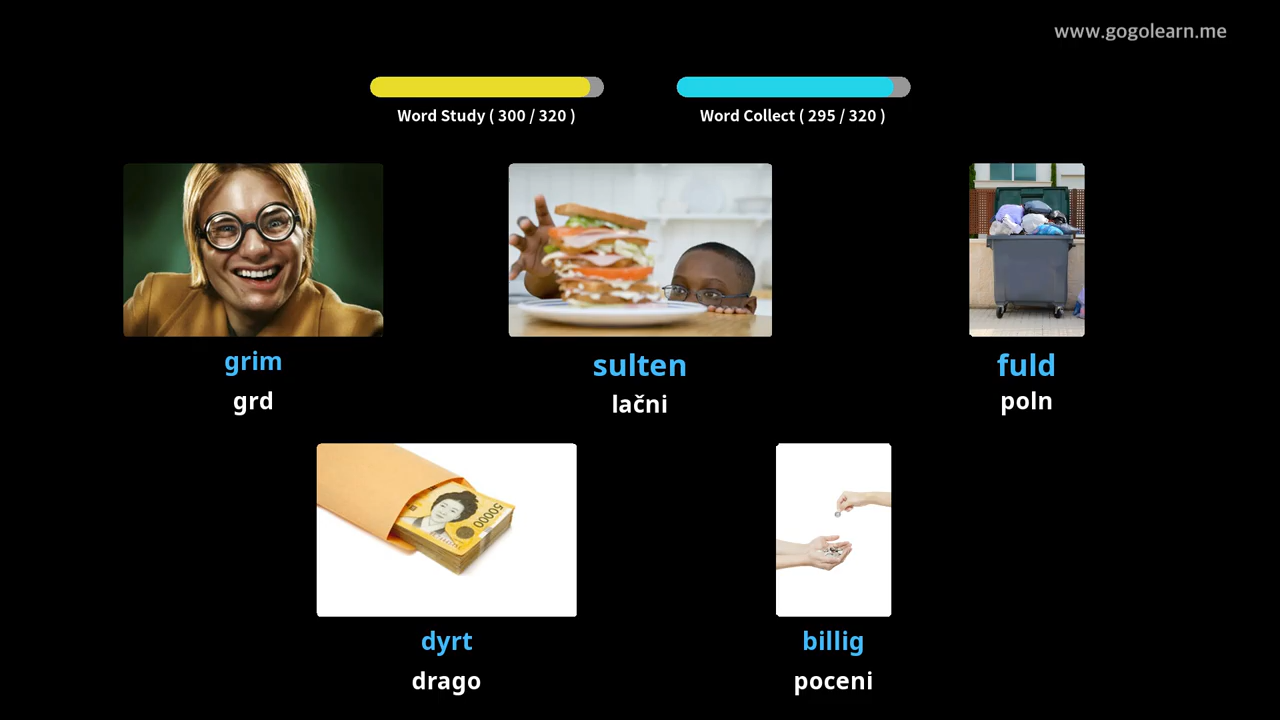 www.gogolearn.me
Word Study ( 300 / 320 )
Word Collect ( 295 / 320 )
grim
grd
sulten
lačni
fuld
poln
50000
dyrt
drago
billig
poceni